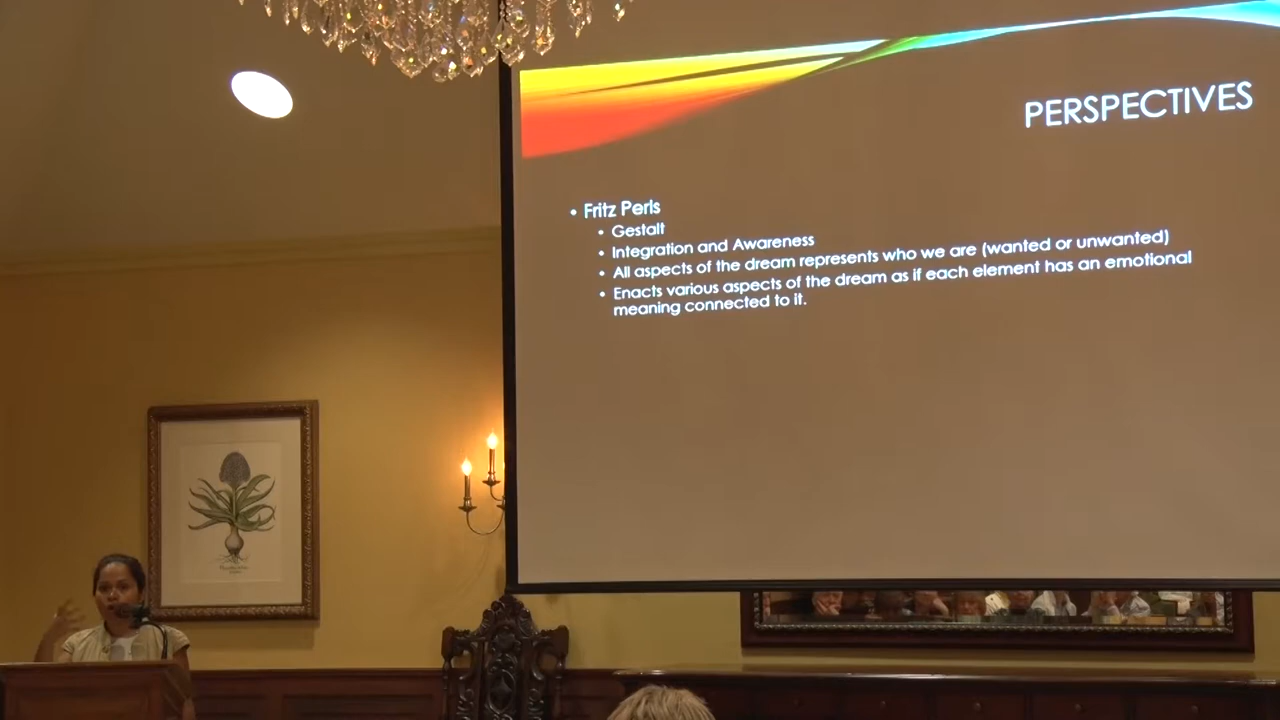 PERSPECTIVES
• Fritz Perls
• Gestalt
• Integration and Awareness
• All aspects of the dream represents who we are (wanted or unwanted)
• Enacts various aspects of the dream as if each element has an emotional
meaning connected to it.